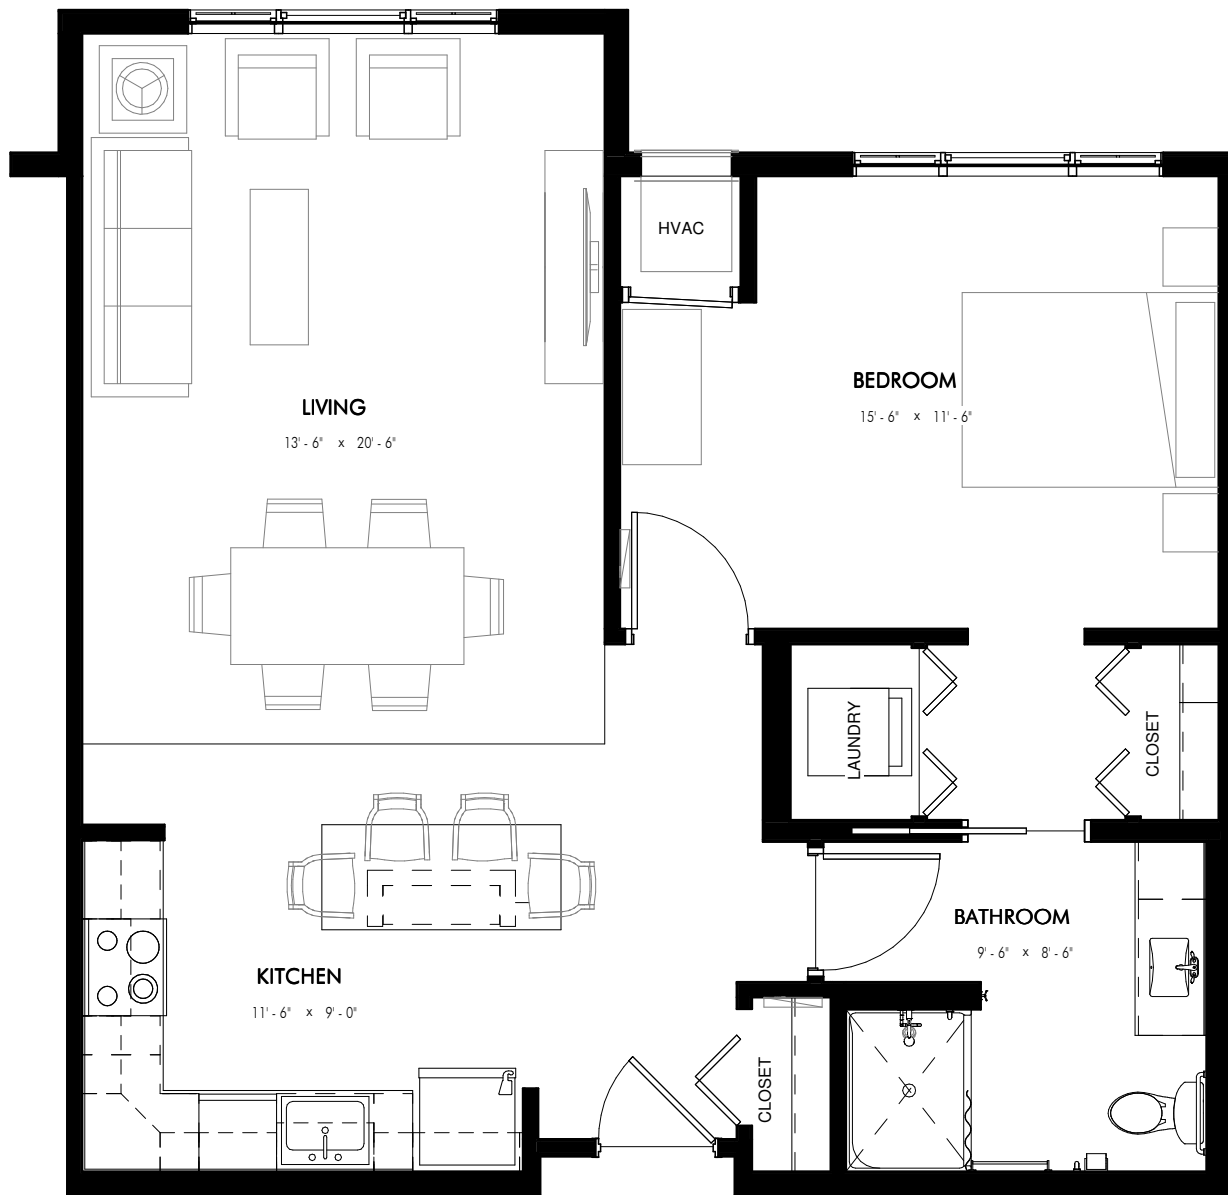 HVAC
BEDROOM
15' - 6" x 11' - 6"
LIVING
13' - 6" x 20' - 6"
LAUNDRY
CLOSET
BATHROOM
9' - 6" x 8' - 6"
KITCHEN
11' - 6" x 9' - 0"
CLOSET